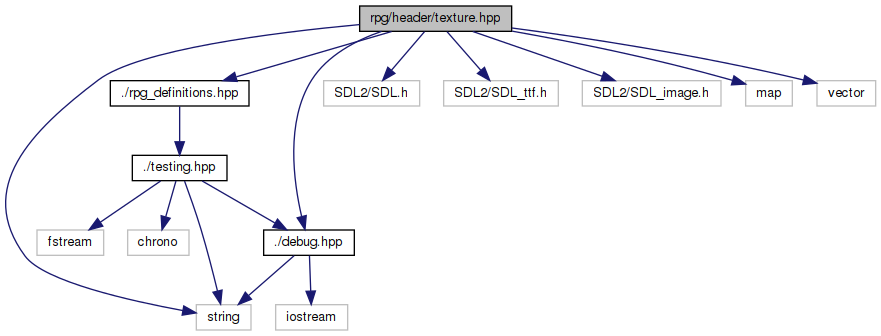 rpg/header/texture.hpp
./rpg_definitions.hpp
SDL2/SDL.h
SDL2/SDL_ttf.h
SDL2/SDL_image.h
map
vector
./testing.hpp
fstream
chrono
./debug.hpp
string
iostream